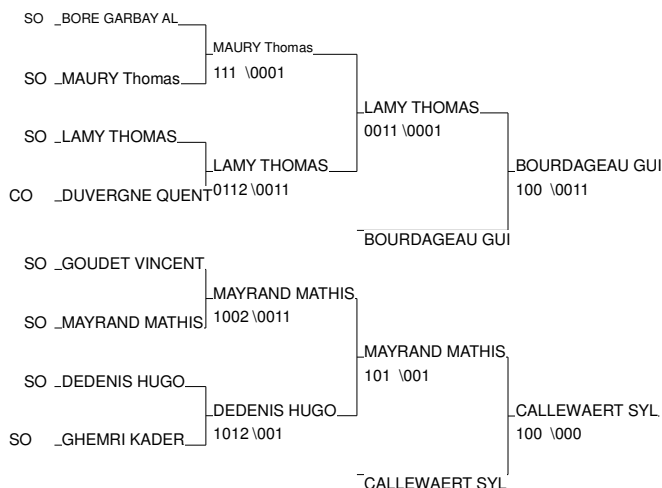 SO BORE GARBAY AL
MAURY Thomas
111 \0001
SO MAURY Thomas
LAMY THOMAS
0011 \0001
SO LAMY THOMAS
LAMY THOMAS
0112 \0011
CO DUVERGNE QUENT
BOURDAGEAU GUI
100 \0011
BOURDAGEAU GUI
SO GOUDET VINCENT
MAYRAND MATHIS
1002 \0011
SO MAYRAND MATHIS
MAYRAND MATHIS
101 \001
SO DEDENIS HUGO
DEDENIS HUGO
1012 \001
SO GHEMRI KADER
CALLEWAERT SYL
100 \000
CALLEWAERT SYL